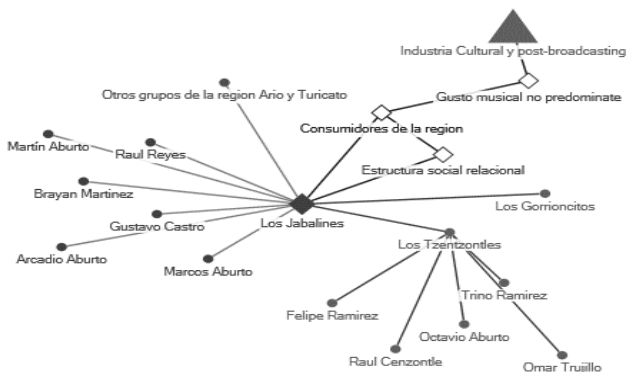 Industria Cultural y post-broadcasting
Gusto musical no predominate
Otros grupos de la region Ario y Turicato
Consumidores de la region
Martín Aburto
Raul Reyes
Estructura social relacional
Brayan Martinez
Los Gorrioncitos
Gustavo Castro
Los Jabalines
Los Tzentzontles
Arcadio Aburto
Marcos Aburto
Trino Ramirez
Felipe Ramirez
Octavio Aburto
Raul Cenzontle
Omar Trujillo